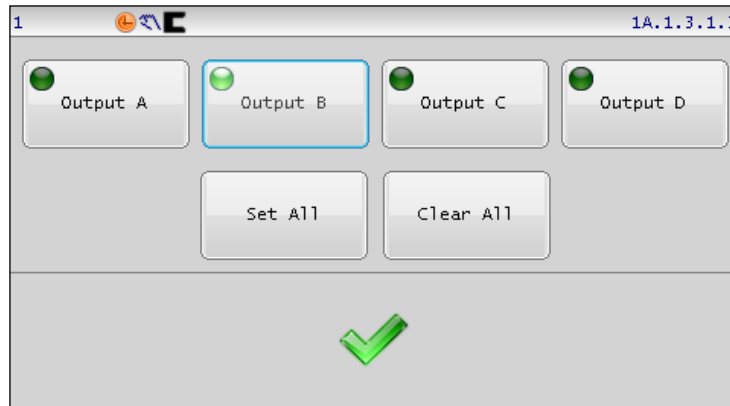 1 1A.1.3.1.
Output A Output B Output C Output D
Set All Clear All